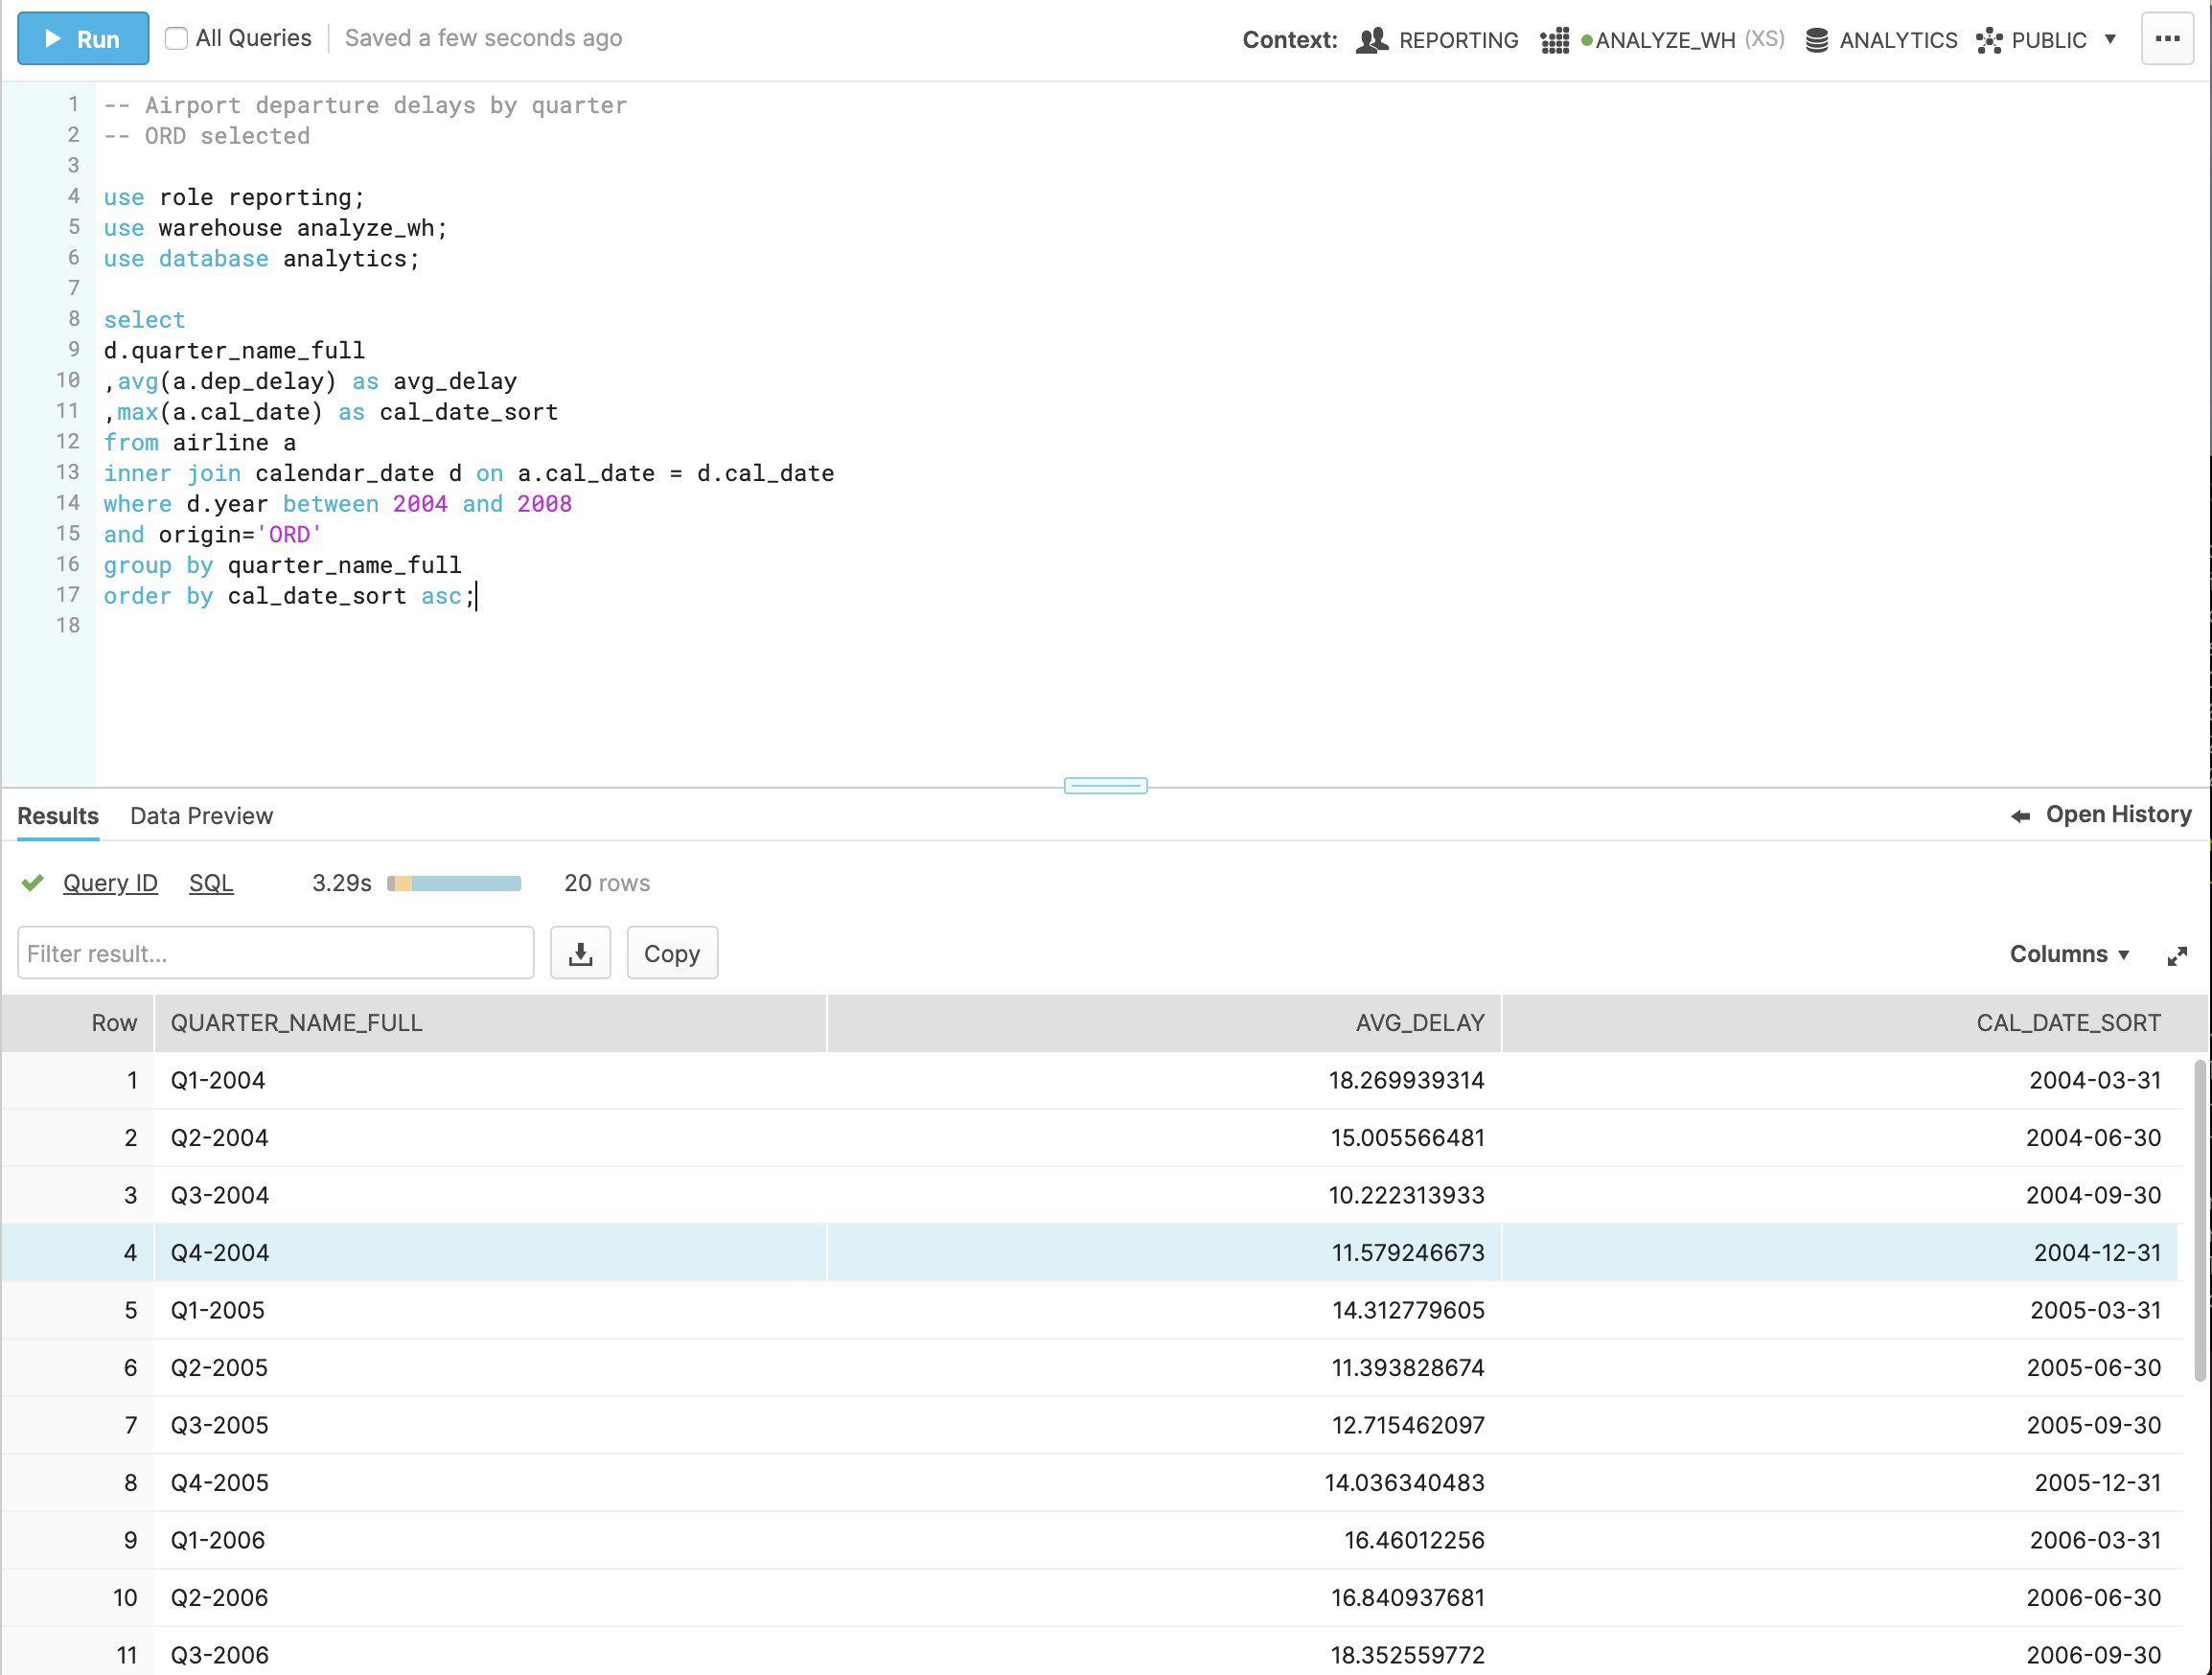 Run All Queries Saved a few seconds ago Context: REPORTING ANALYZE_WH (XS) ANALYTICS PUBLIC
1 -- Airport departure delays by quarter
2 -- ORD selected
3
4 use role reporting;
5 use warehouse analyze_wh;
6 use database analytics;
7
8 select
9 d.quarter_name_full
10 ,avg(a.dep_delay) as avg_delay
11 ,max(a.cal_date) as cal_date_sort
12 from airline a
13 inner join calendar_date d on a.cal_date = d.cal_date
14 where d.year between 2004 and 2008
15 and origin='ORD'
16 group by quarter_name_full
17 order by cal_date_sort asc;
18
Results Data Preview Open History
Query ID SQL 3.29s 20 rows
Filter result... Copy Columns
Row QUARTER_NAME_FULL AVG_DELAY CAL_DATE_SORT
1 Q1-2004 18.269939314 2004-03-31
2 Q2-2004 15.005566481 2004-06-30
3 Q3-2004 10.222313933 2004-09-30
4 Q4-2004 11.579246673 2004-12-31
5 Q1-2005 14.312779605 2005-03-31
6 Q2-2005 11.393828674 2005-06-30
7 Q3-2005 12.715462097 2005-09-30
8 Q4-2005 14.036340483 2005-12-31
9 Q1-2006 16.46012256 2006-03-31
10 Q2-2006 16.840937681 2006-06-30
11 Q3-2006 18.352559772 2006-09-30